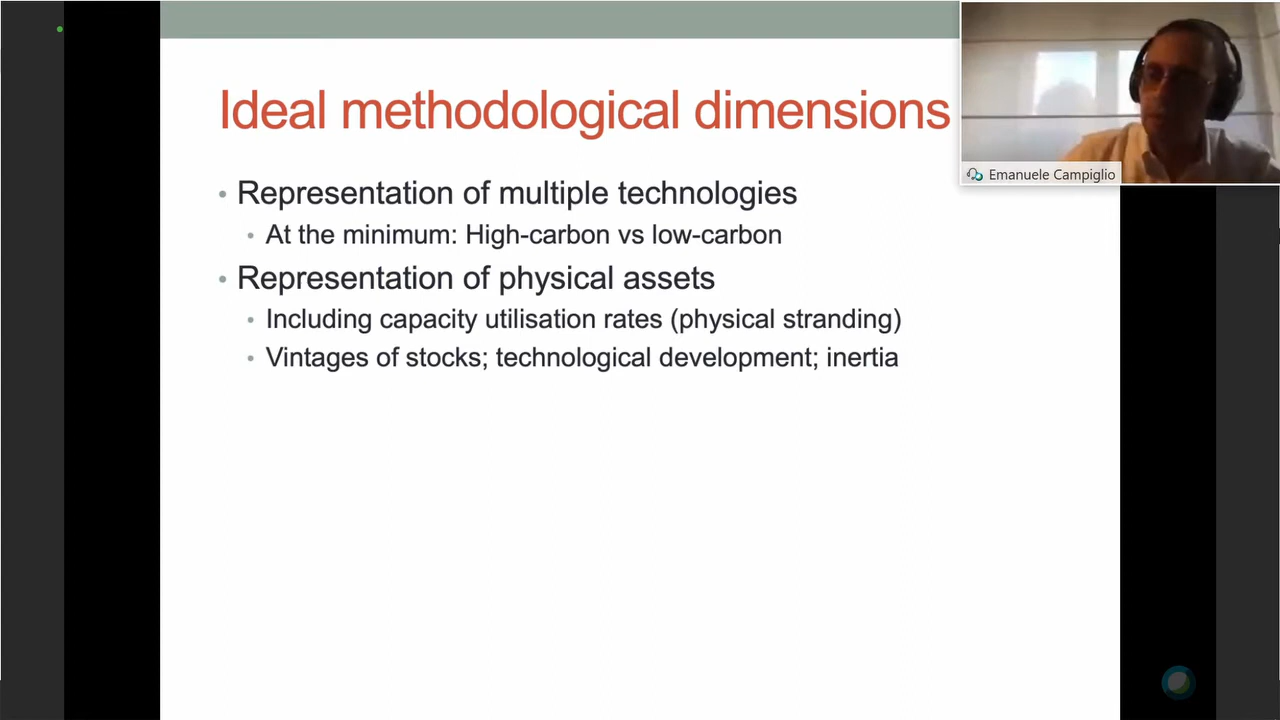 Ideal methodological dimensions
• Representation of multiple technologies
• At the minimum: High-carbon vs low-carbon
• Representation of physical assets
• Including capacity utilisation rates (physical stranding)
• Vintages of stocks; technological development; inertia
Emanuele Campiglio